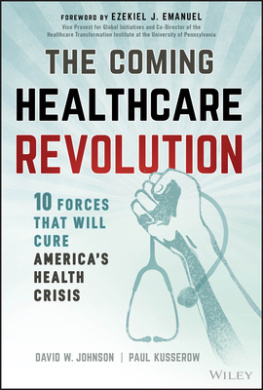 FOREWORD BY EZEKIEL J. EMANUEL
Vice Provost for Global Initiatives and Co-Director of the
Healthcare Transformation Institute at the University of Pennsylvania
THE COMING
HEALTHCARE
REVOLUTION
10 FORCES
THAT WILL
CURE
AMERICA'S
HEALTH
CRISIS
DAVID W. JOHNSON | PAUL KUSSEROW
WILEY